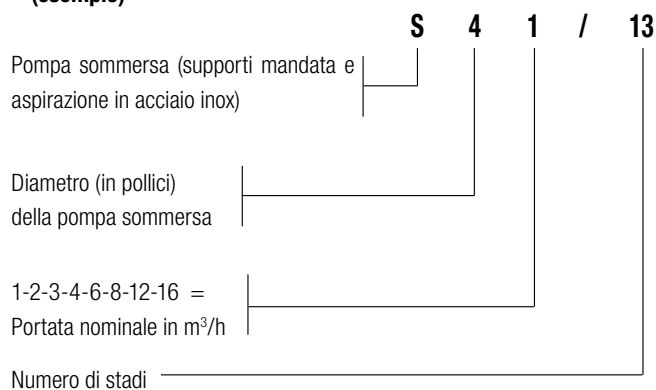 (esempio)
S 4 1 / 13
Pompa sommersa (supporti mandata e
aspirazione in acciaio inox)
Diametro (in pollici)
della pompa sommersa
1-2-3-4-6-8-12-16 =
Portata nominale in m³/h
Numero di stadi